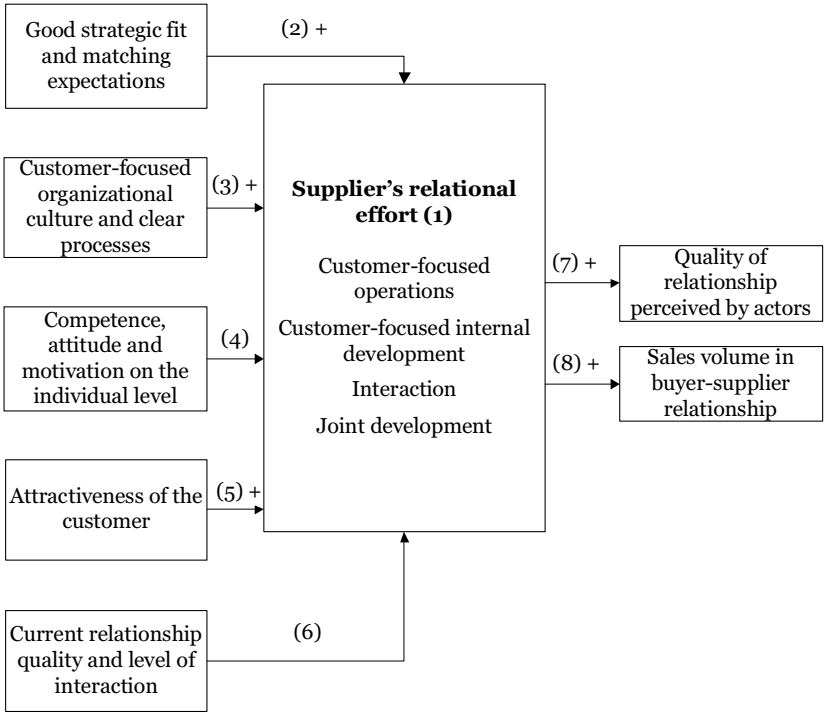 Good strategic fit
and matching
expectations
(2) +
Customer-focused
organizational
culture and clear
processes
(3) +
Competence,
attitude and
motivation on the
individual level
(4)
Attractiveness of the
customer
(5) +
Current relationship
quality and level of
interaction
(6)
Supplier’s relational
effort (1)
Customer-focused
operations
Customer-focused internal
development
Interaction
Joint development
(7) +
Quality of
relationship
perceived by actors
(8) +
Sales volume in
buyer-supplier
relationship